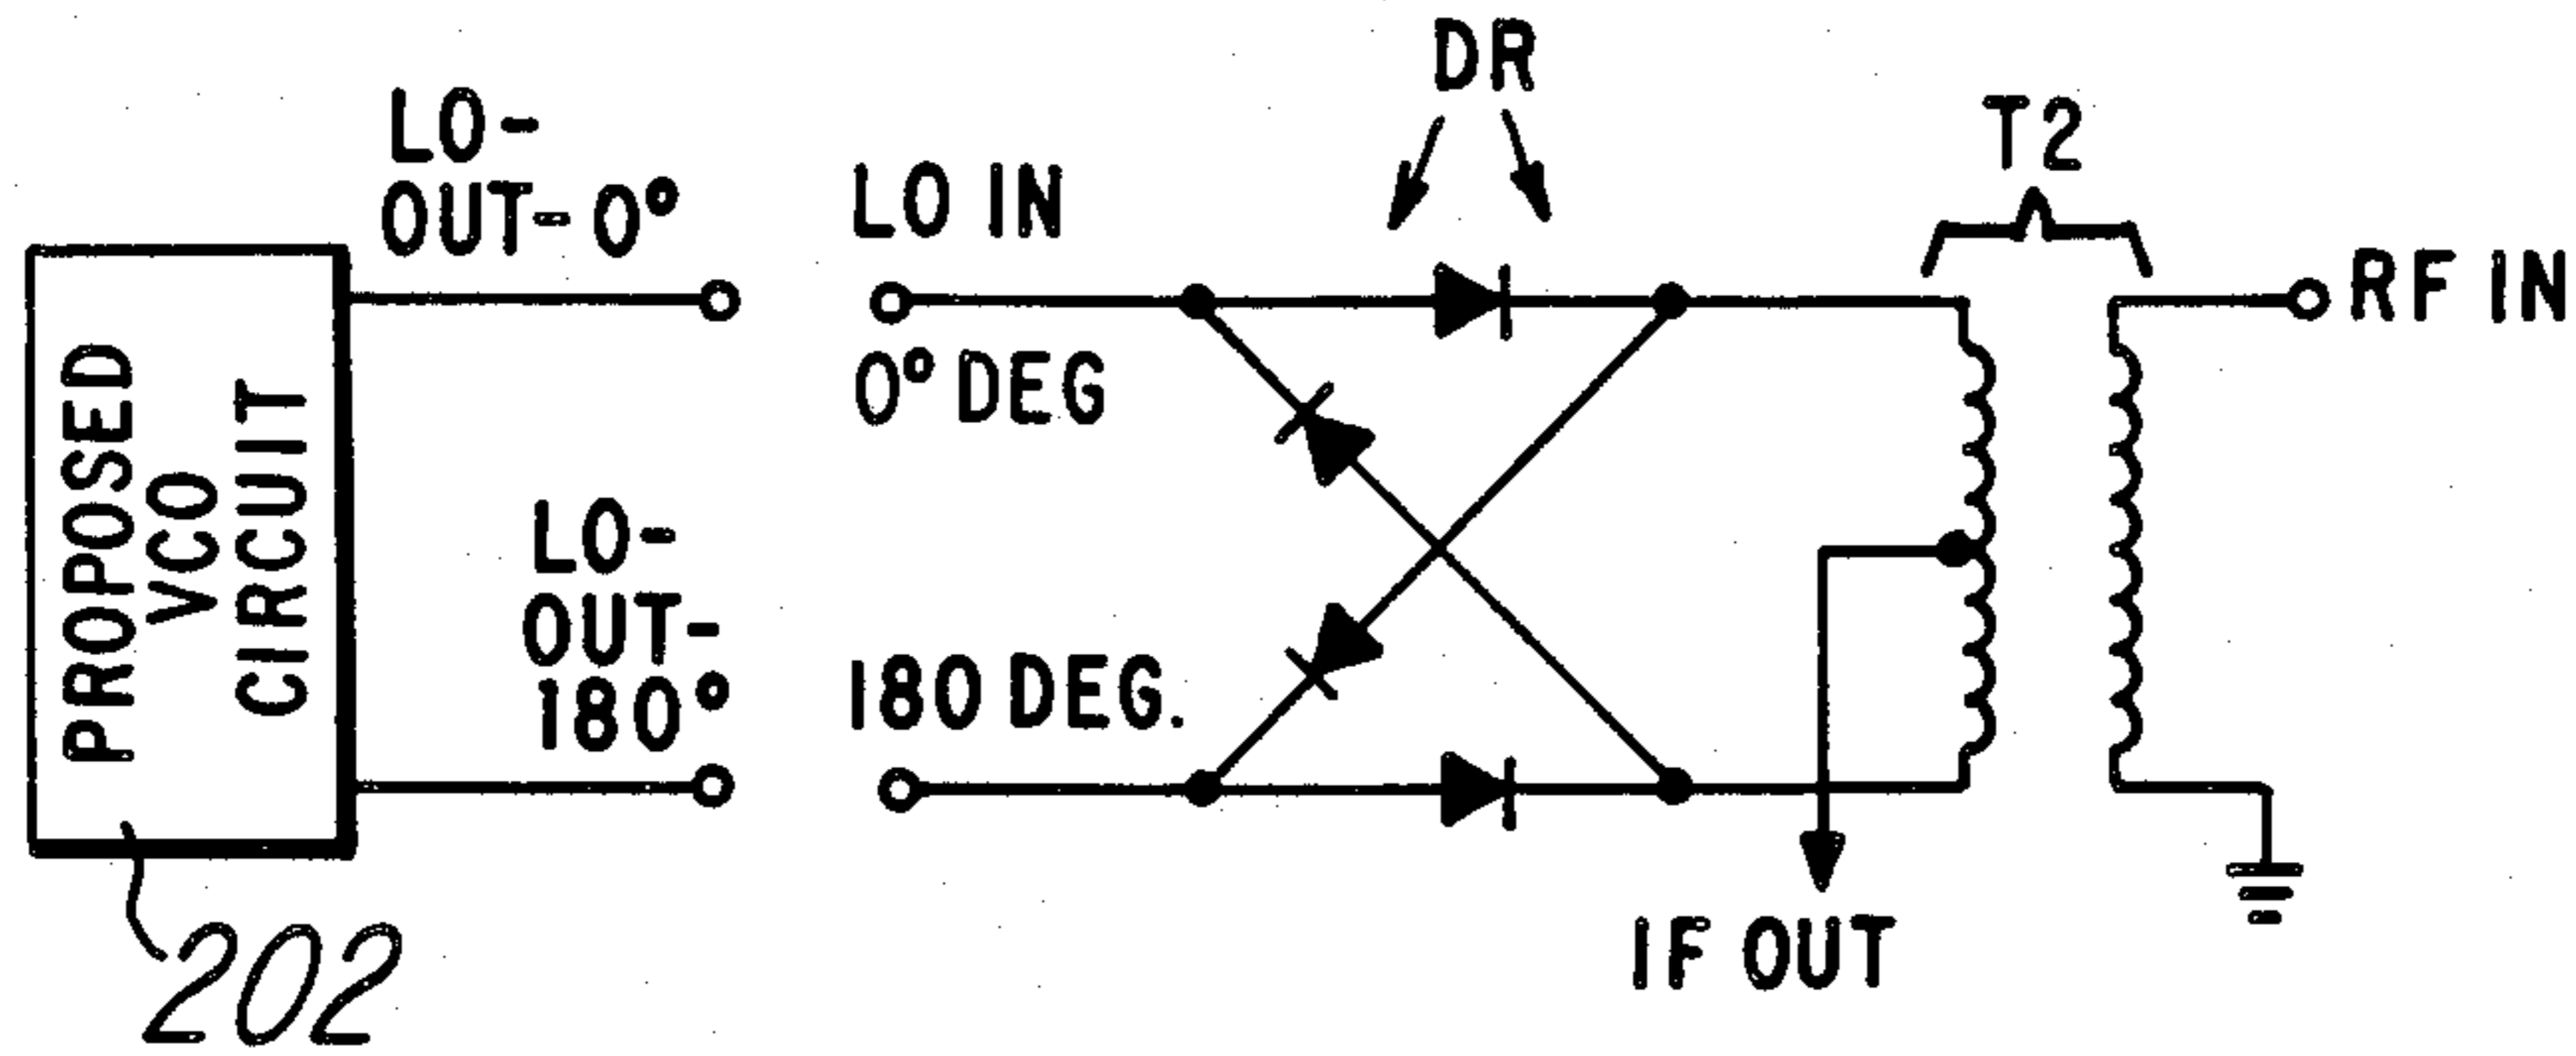 PROPOSED
VCO
CIRCUIT
202
LO-
OUT-0°
LO-
OUT-
180°
LO IN
0° DEG
180 DEG.
DR
T2
RF IN
IF OUT